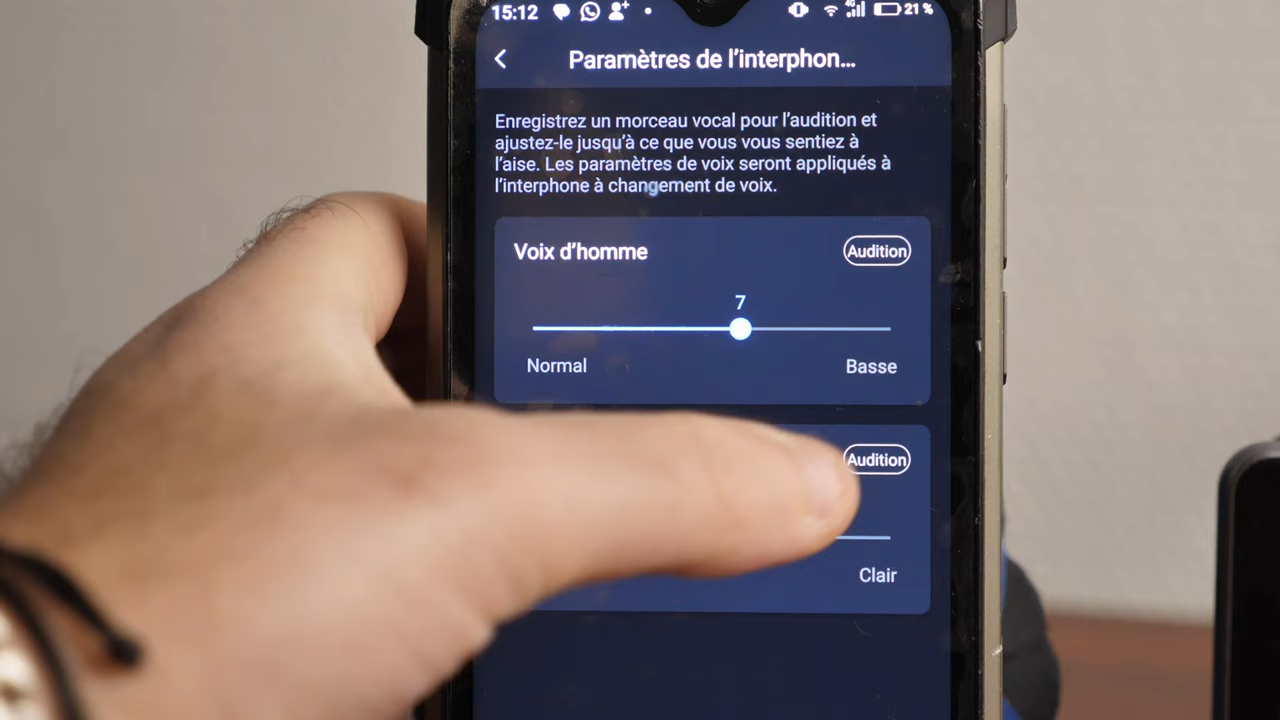 15:12
4G
21 %
Paramètres de l'interphon...
Enregistrez un morceau vocal pour l'audition et
ajustez-le jusqu'à ce que vous vous sentiez à
l'aise. Les paramètres de voix seront appliqués à
l'interphone à changement de voix.
Voix d'homme
Audition
7
Normal
Basse
Audition
Clair